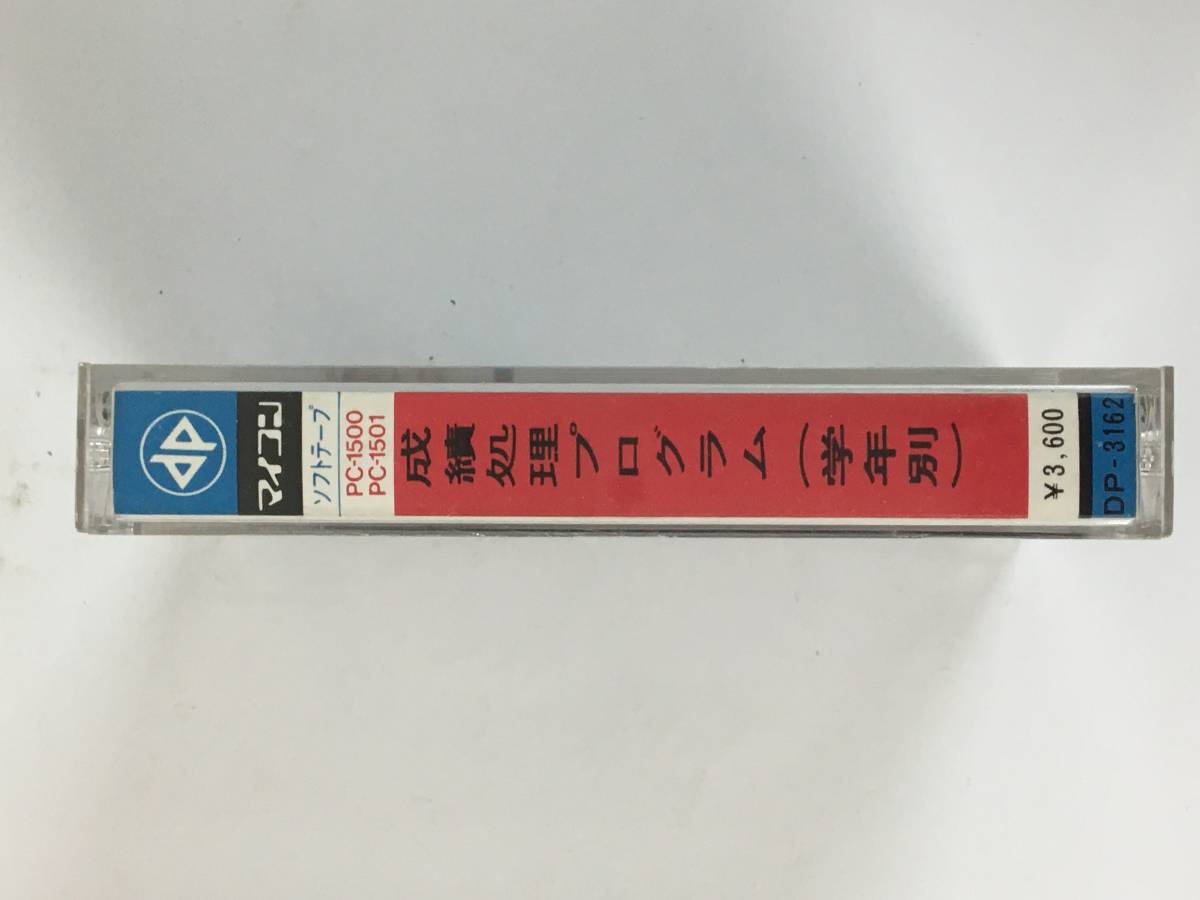 dp
マイコン
ソフトテープ
PC-1500
PC-1501
成績処理プログラム(学年別)
¥3,600
DP-3162